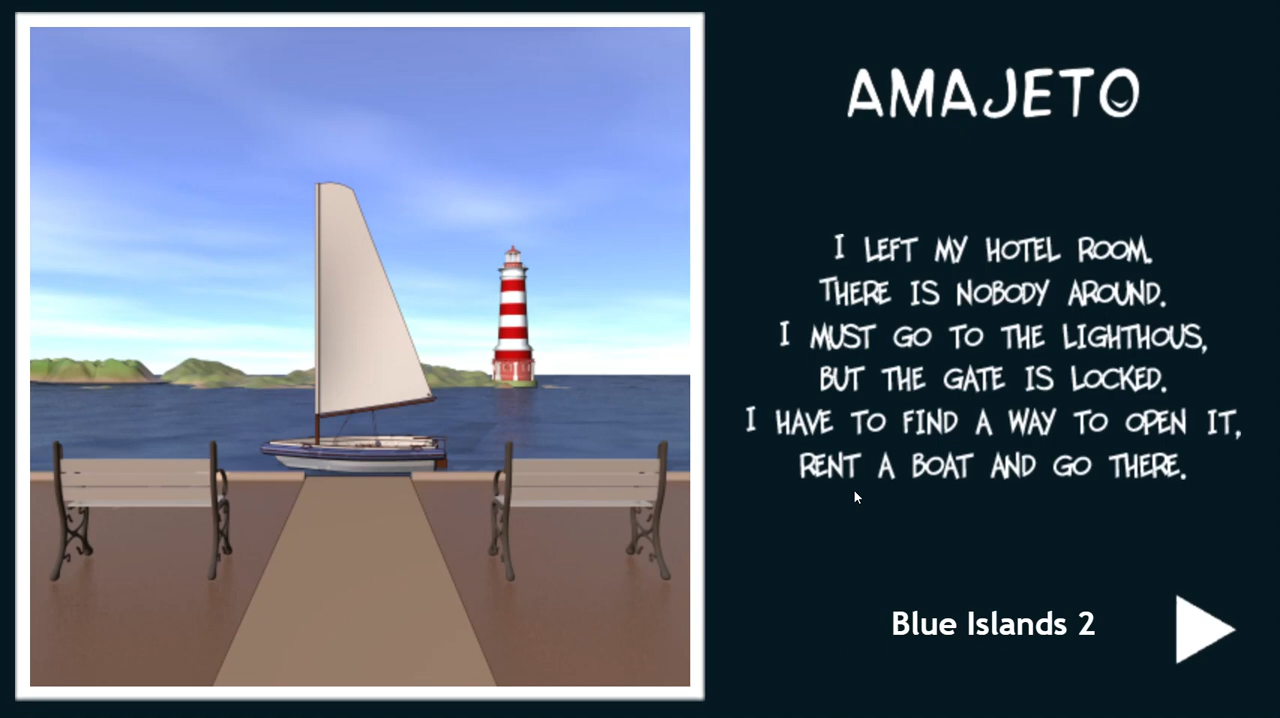 AMAJETO
I LEFT MY HOTEL ROOM.
THERE IS NOBODY AROUND.
I MUST GO TO THE LIGHTHOUS,
BUT THE GATE IS LOCKED.
I HAVE TO FIND A WAY TO OPEN IT,
RENT A BOAT AND GO THERE.
Blue Islands 2